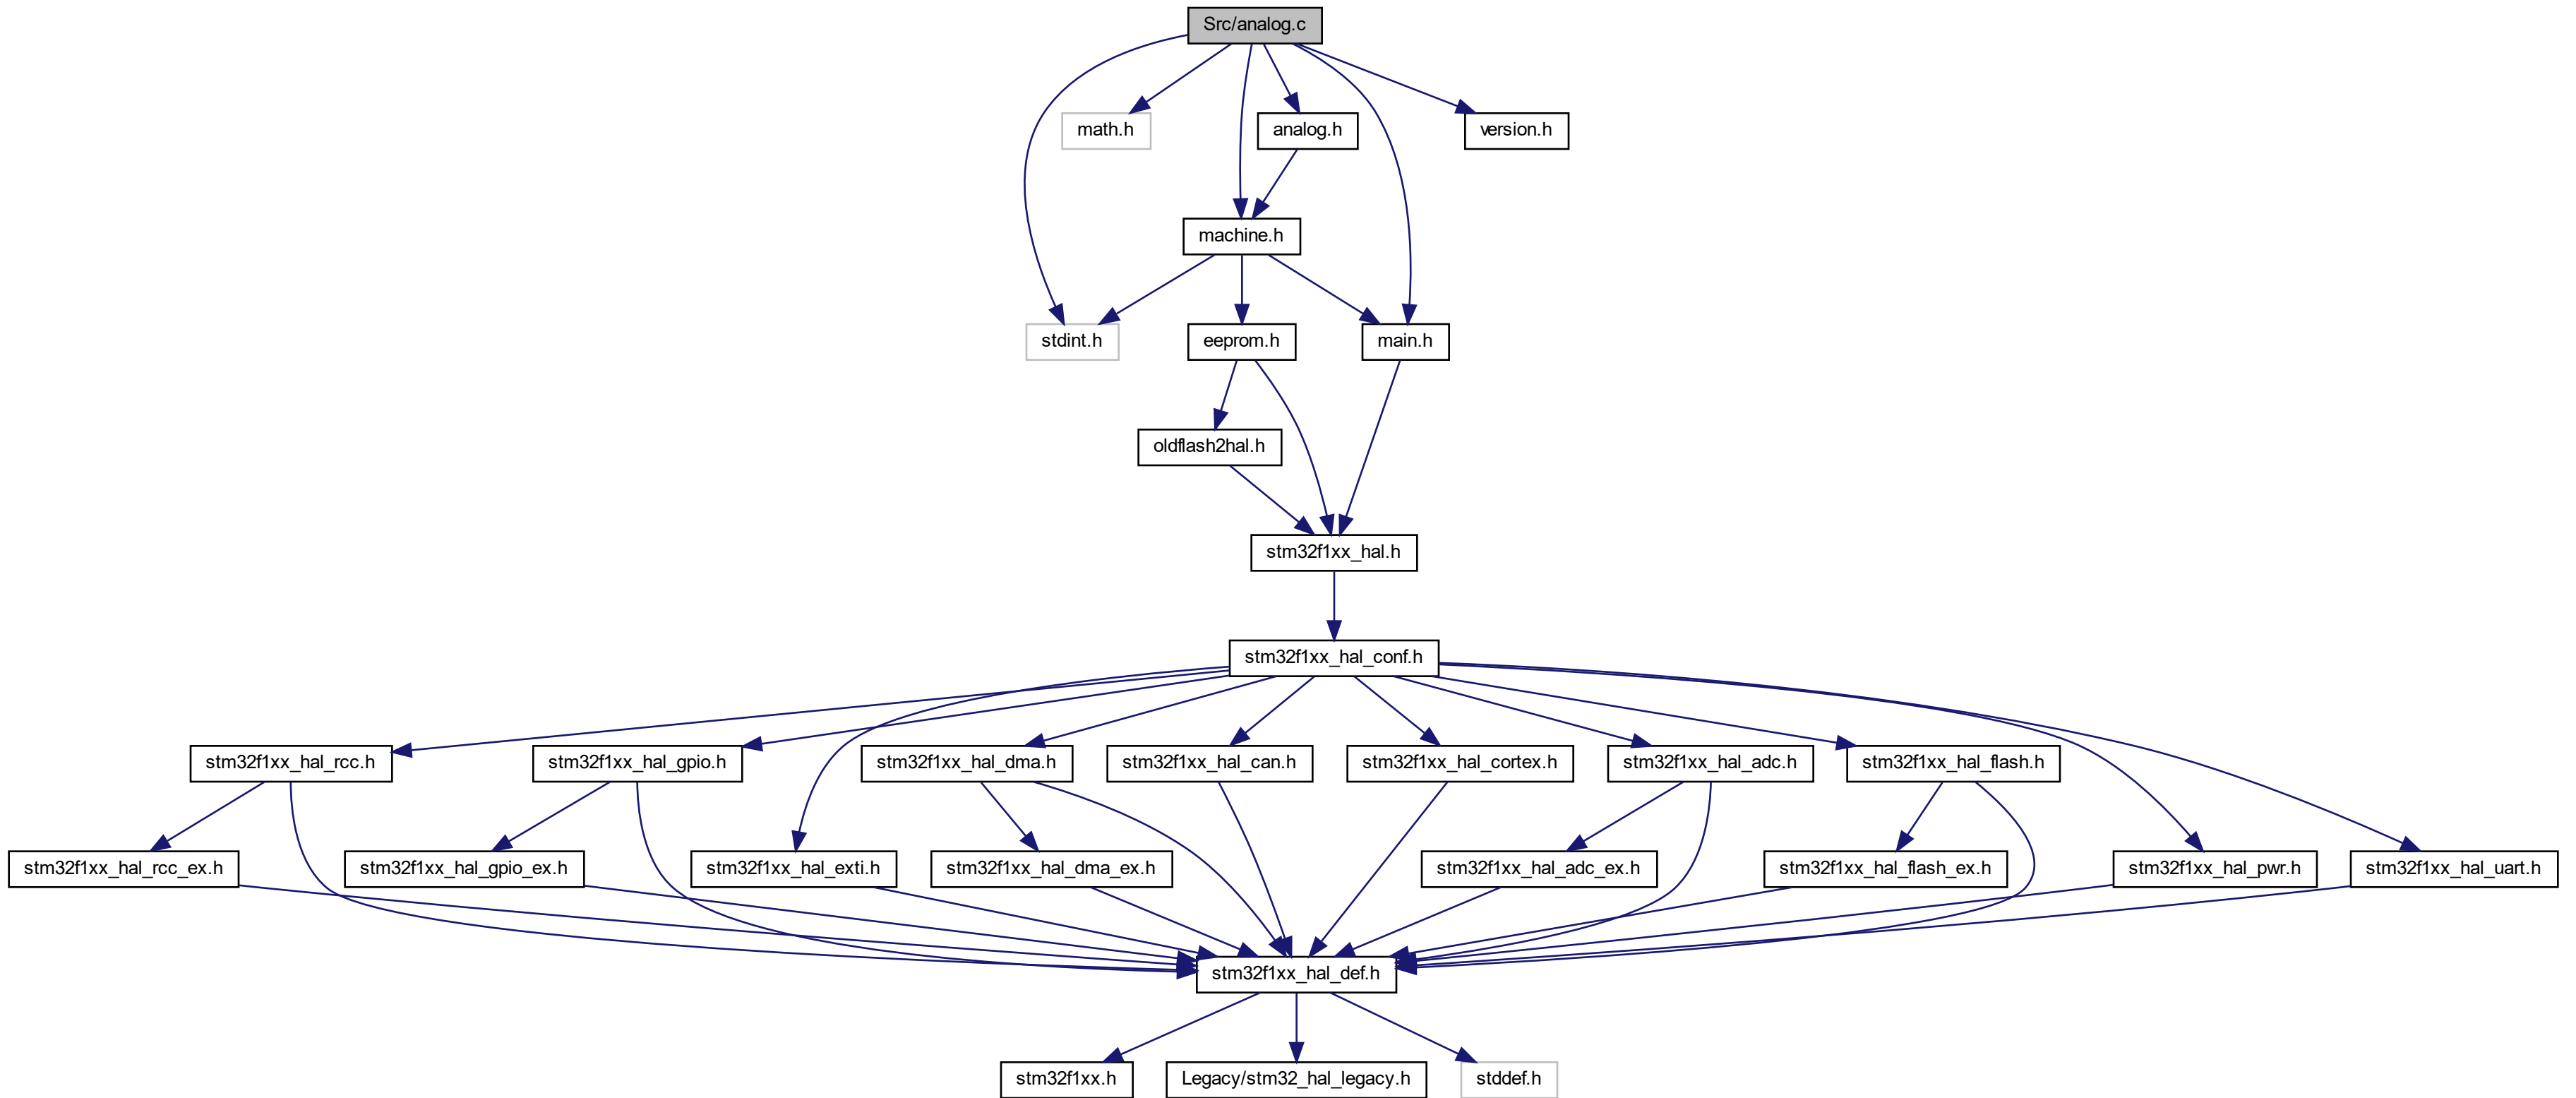 Src/analog.c
math.h
analog.h
version.h
machine.h
stdint.h
eeprom.h
main.h
oldflash2hal.h
stm32f1xx_hal.h
stm32f1xx_hal_conf.h
stm32f1xx_hal_rcc.h
stm32f1xx_hal_gpio.h
stm32f1xx_hal_dma.h
stm32f1xx_hal_can.h
stm32f1xx_hal_cortex.h
stm32f1xx_hal_adc.h
stm32f1xx_hal_flash.h
stm32f1xx_hal_rcc_ex.h
stm32f1xx_hal_gpio_ex.h
stm32f1xx_hal_exti.h
stm32f1xx_hal_dma_ex.h
stm32f1xx_hal_adc_ex.h
stm32f1xx_hal_flash_ex.h
stm32f1xx_hal_pwr.h
stm32f1xx_hal_uart.h
stm32f1xx_hal_def.h
stm32f1xx.h
Legacy/stm32_hal_legacy.h
stddef.h